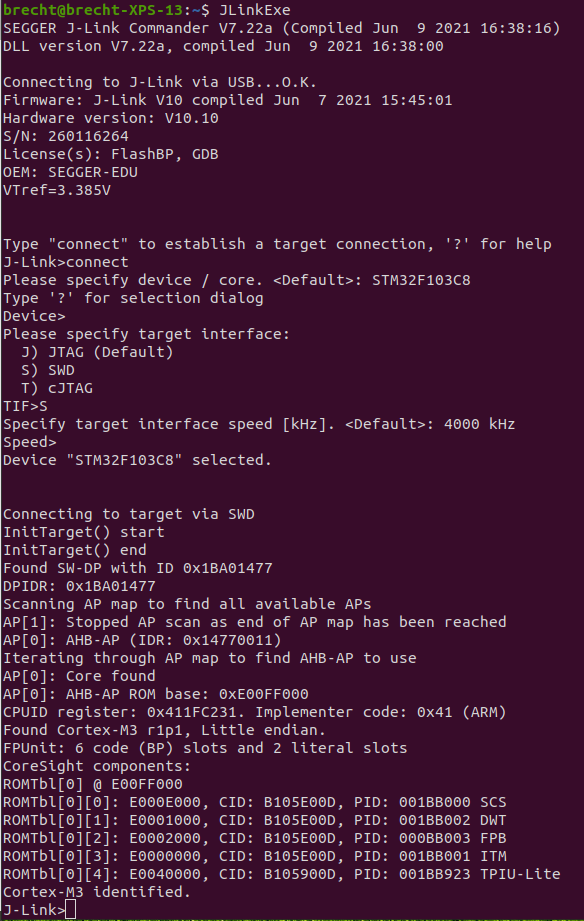 brecht@brecht-XPS-13:~$ JLinkExe
SEGGER J-Link Commander V7.22a (Compiled Jun  9 2021 16:38:16)
DLL version V7.22a, compiled Jun  9 2021 16:38:00
Connecting to J-Link via USB...O.K.
Firmware: J-Link V10 compiled Jun  7 2021 15:45:01
Hardware version: V10.10
S/N: 260116264
License(s): FlashBP, GDB
OEM: SEGGER-EDU
VTref=3.385V
Type "connect" to establish a target connection, '?' for help
J-Link>connect
Please specify device / core. <Default>: STM32F103C8
Type '?' for selection dialog
Device>
Please specify target interface:
  J) JTAG (Default)
  S) SWD
  T) cJTAG
TIF>S
Specify target interface speed [kHz]. <Default>: 4000 kHz
Speed>
Device "STM32F103C8" selected.
Connecting to target via SWD
InitTarget() start
InitTarget() end
Found SW-DP with ID 0x1BA01477
DPIDR: 0x1BA01477
Scanning AP map to find all available APs
AP[1]: Stopped AP scan as end of AP map has been reached
AP[0]: AHB-AP (IDR: 0x14770011)
Iterating through AP map to find AHB-AP to use
AP[0]: Core found
AP[0]: AHB-AP ROM base: 0xE00FF000
CPUID register: 0x411FC231. Implementer code: 0x41 (ARM)
Found Cortex-M3 r1p1, Little endian.
FPUnit: 6 code (BP) slots and 2 literal slots
CoreSight components:
ROMTbl[0] @ E00FF000
ROMTbl[0][0]: E000E000, CID: B105E00D, PID: 001BB000 SCS
ROMTbl[0][1]: E0001000, CID: B105E00D, PID: 001BB002 DWT
ROMTbl[0][2]: E0002000, CID: B105E00D, PID: 000BB003 FPB
ROMTbl[0][3]: E0000000, CID: B105E00D, PID: 001BB001 ITM
ROMTbl[0][4]: E0040000, CID: B105900D, PID: 001BB923 TPIU-Lite
Cortex-M3 identified.
J-Link>